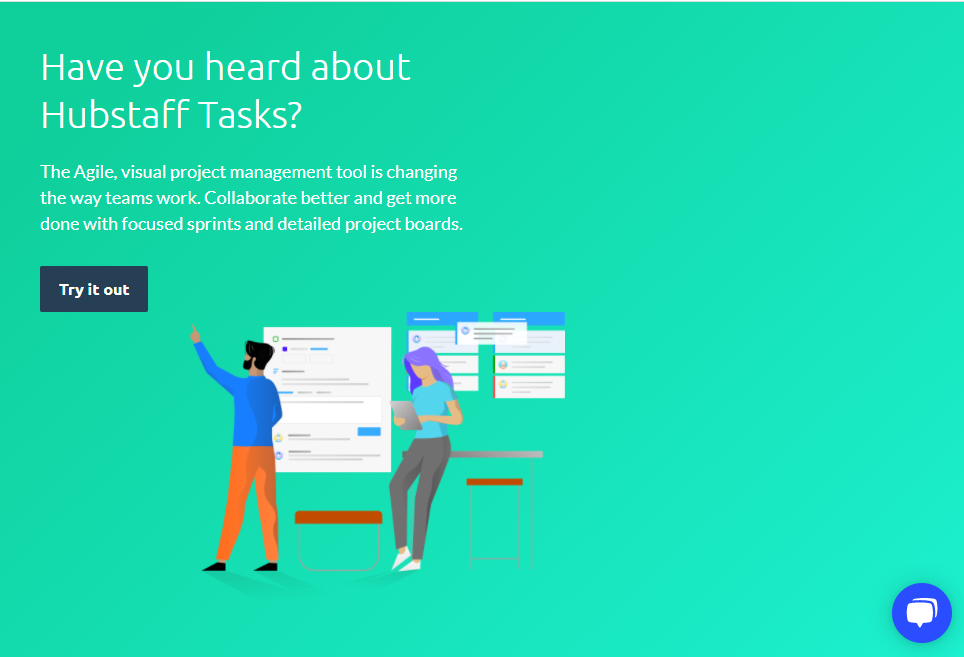 Have you heard about
Hubstaff Tasks?
The Agile, visual project management tool is changing
the way teams work. Collaborate better and get more
done with focused sprints and detailed project boards.
Try it out